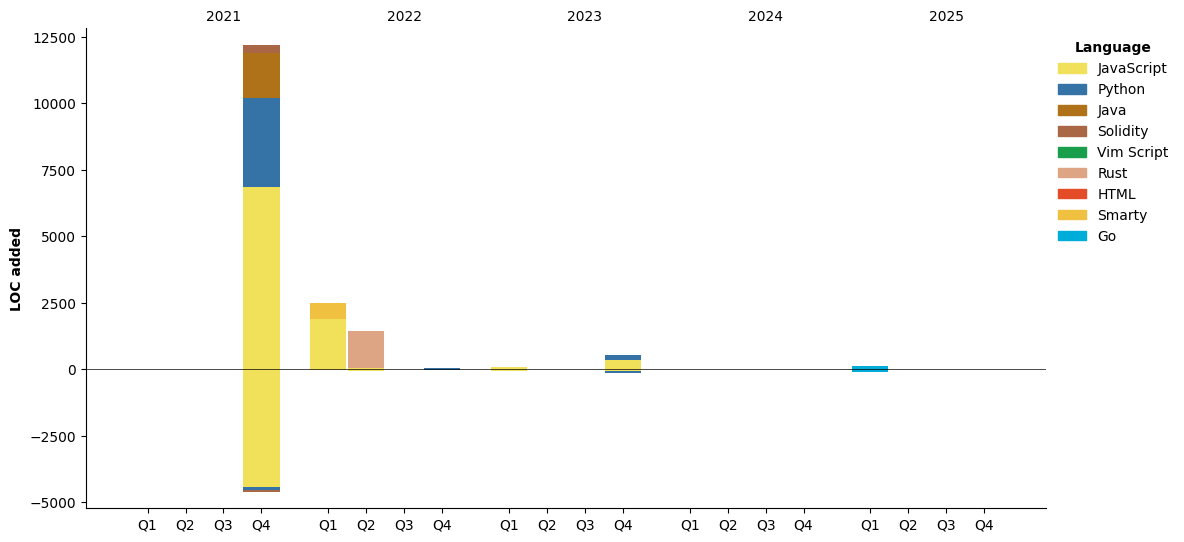 2021 2022 2023 2024 2025
12500
10000
7500
5000
2500
0
−2500
−5000
LOC added
Q1 Q2 Q3 Q4 Q1 Q2 Q3 Q4 Q1 Q2 Q3 Q4 Q1 Q2 Q3 Q4 Q1 Q2 Q3 Q4
Language
JavaScript
Python
Java
Solidity
Vim Script
Rust
HTML
Smarty
Go